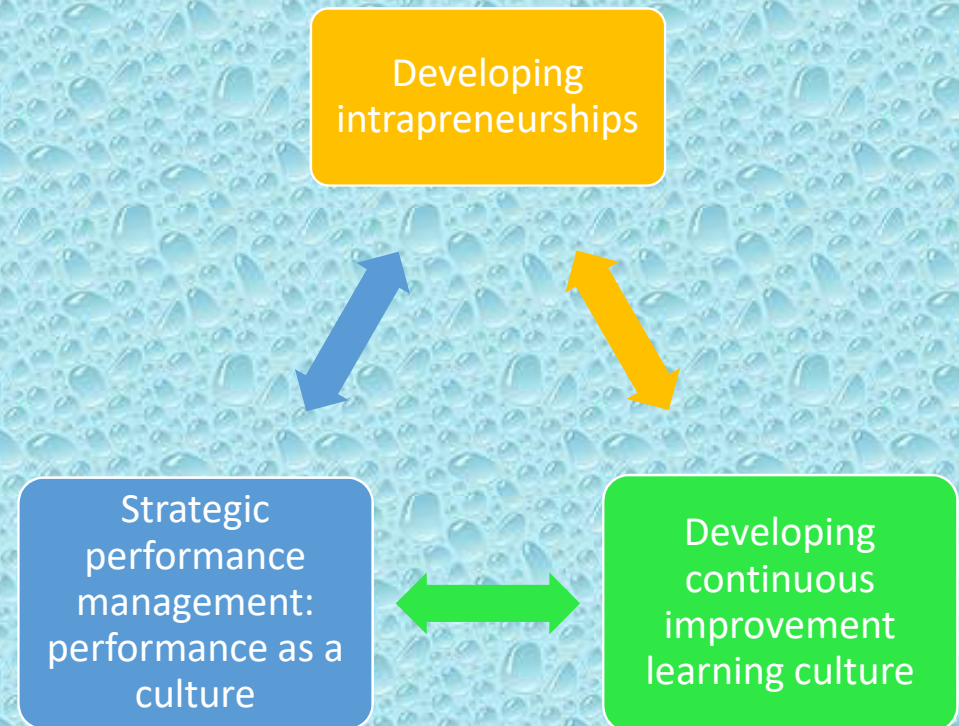 Developing
intrapreneurships
Strategic
performance
management:
performance as a
culture
Developing
continuous
improvement
learning culture